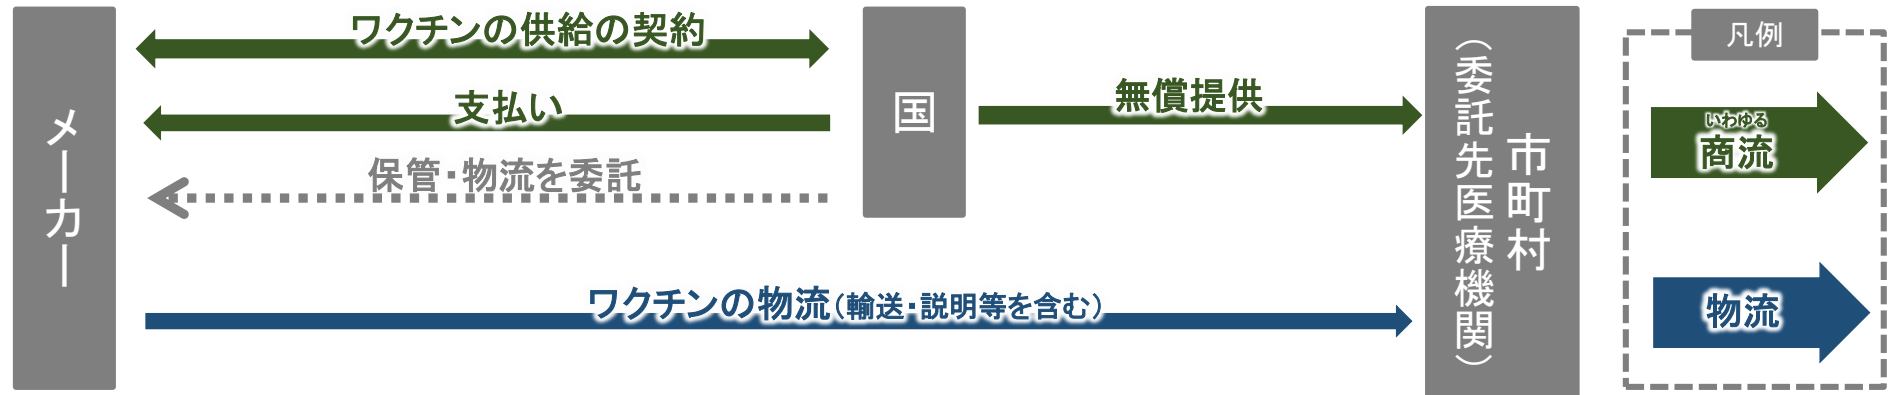 メーカー
ワクチンの供給の契約
支払い
保管・物流を委託
国
無償提供
ワクチンの物流（輸送・説明等を含む）
市町村
（委託先医療機関）
凡例
いわゆる
商流
物流